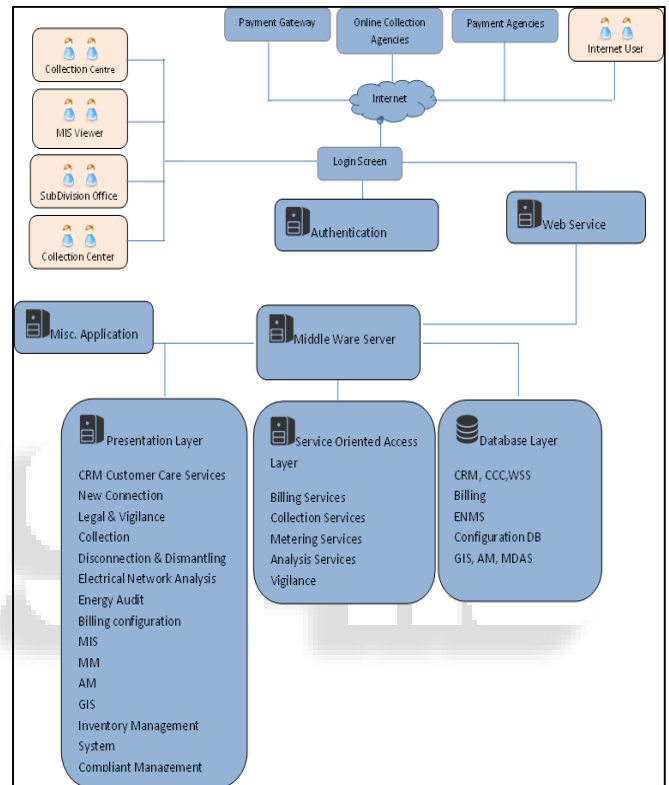 Payment Gateway
Online Collection
Agencies
Payment Agencies
Internet User
Collection Centre
MIS Viewer
SubDivision Office
Collection Center
Internet
Login Screen
Authentication
Web Service
Misc. Application
Middle Ware Server
Presentation Layer
CRM Customer Care Services
New Connection
Legal & Vigilance
Collection
Disconnection & Dismantling
Electrical Network Analysis
Energy Audit
Billing configuration
MIS
MM
AM
GIS
Inventory Management
System
Compliant Management
Service Oriented Access
Layer
Billing Services
Collection Services
Metering Services
Analysis Services
Vigilance
Database Layer
CRM, CCC,WSS
Billing
ENMS
Configuration DB
GIS, AM, MDAS